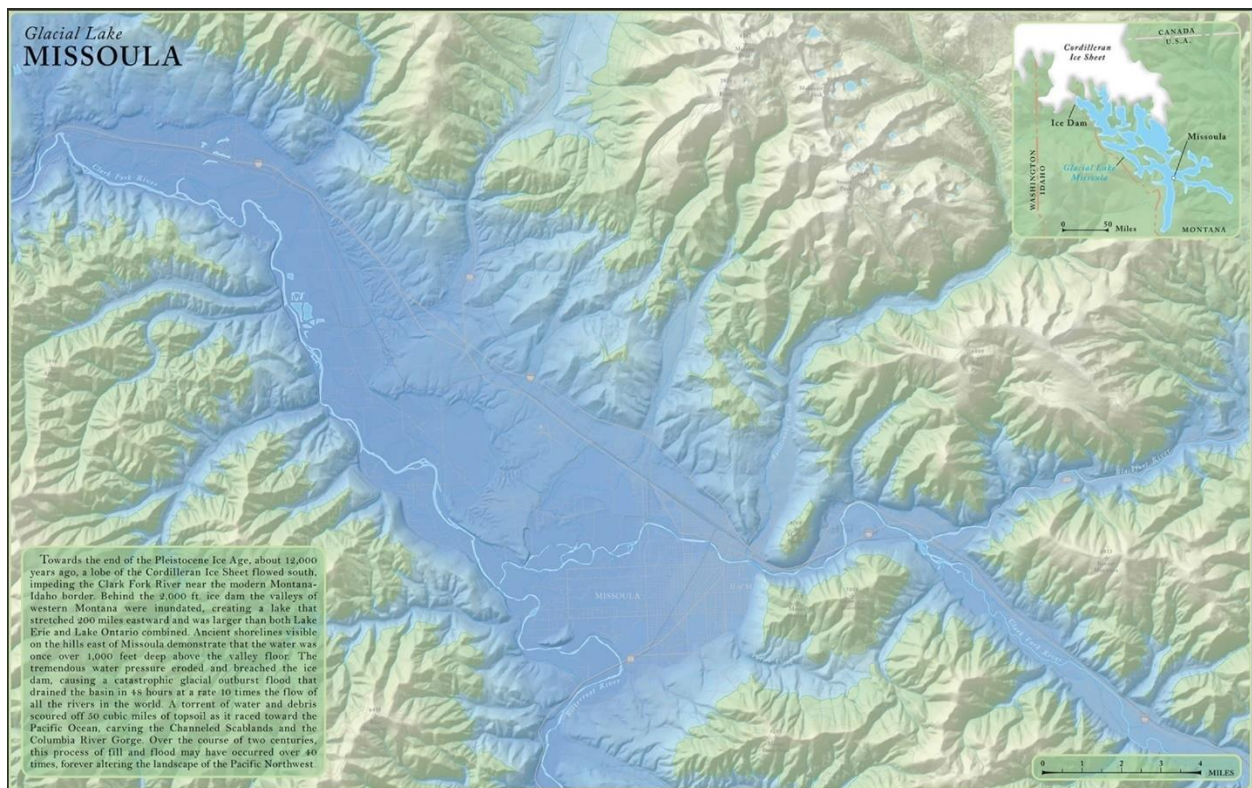 Glacial Lake
MISSOULA
CANADA
U.S.A.
Cordilleran
Ice Sheet
Ice Dam
Missoula
Glacial Lake
Missoula
WASHINGTON
IDAHO
0 50 Miles
MONTANA
Clark Fork River
MISSOULA
Bitterroot River
Clark Fork River
Towards the end of the Pleistocene Ice Age, about 12,000
years ago, a lobe of the Cordilleran Ice Sheet flowed south,
impeding the Clark Fork River near the modern Montana-
Idaho border. Behind the 2,000 ft. ice dam the valleys of
western Montana were inundated, creating a lake that
stretched 200 miles eastward and was larger than both Lake
Erie and Lake Ontario combined. Ancient shorelines visible
on the hills east of Missoula demonstrate that the water was
once over 1,000 feet deep above the valley floor. The
tremendous water pressure eroded and breached the ice
dam, causing a catastrophic glacial outburst flood that
drained the basin in 48 hours at a rate 10 times the flow of
all the rivers in the world. A torrent of water and debris
scoured off 50 cubic miles of topsoil as it raced toward the
Pacific Ocean, carving the Channeled Scablands and the
Columbia River Gorge. Over the course of two centuries,
this process of fill and flood may have occurred over 40
times, forever altering the landscape of the Pacific Northwest.
0 1 2 3 4
MILES